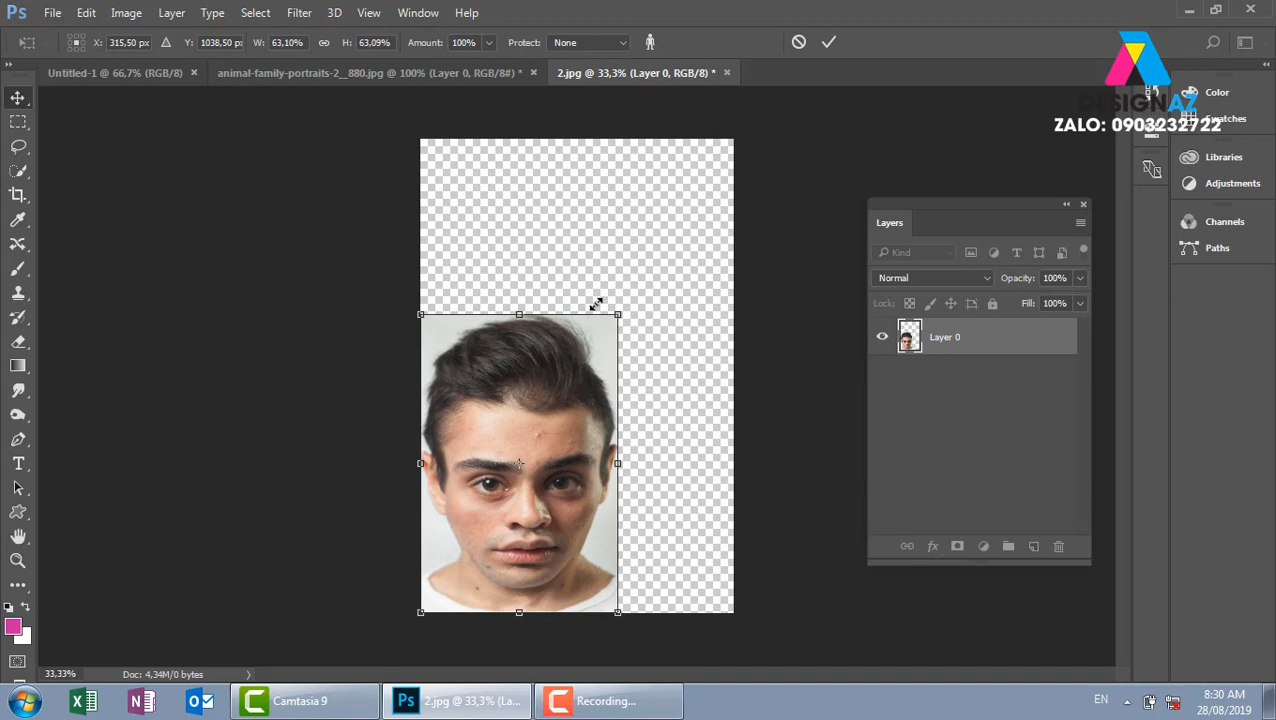 Ps File Edit Image Layer Type Select Filter 3D View Window Help
X: 315,50 px Y: 1038,50 px W: 63,10% H: 63,09% Amount: 100% Protect: None
Untitled-1 @ 66,7% (RGB/8) × animal-family-portraits-2__880.jpg @ 100% (Layer 0, RGB/8#) * × 2.jpg @ 33,3% (Layer 0, RGB/8) * ×
DESIGNAZ
ZALO: 0903232722
Color
Swatches
Libraries
Adjustments
Channels
Paths
Layers
Kind
Normal Opacity: 100%
Lock: Fill: 100%
Layer 0
33,33% Doc: 4,34M/0 bytes
Camtasia 9 2.jpg @ 33,3% (La... Recording...
EN
8:30 AM
28/08/2019